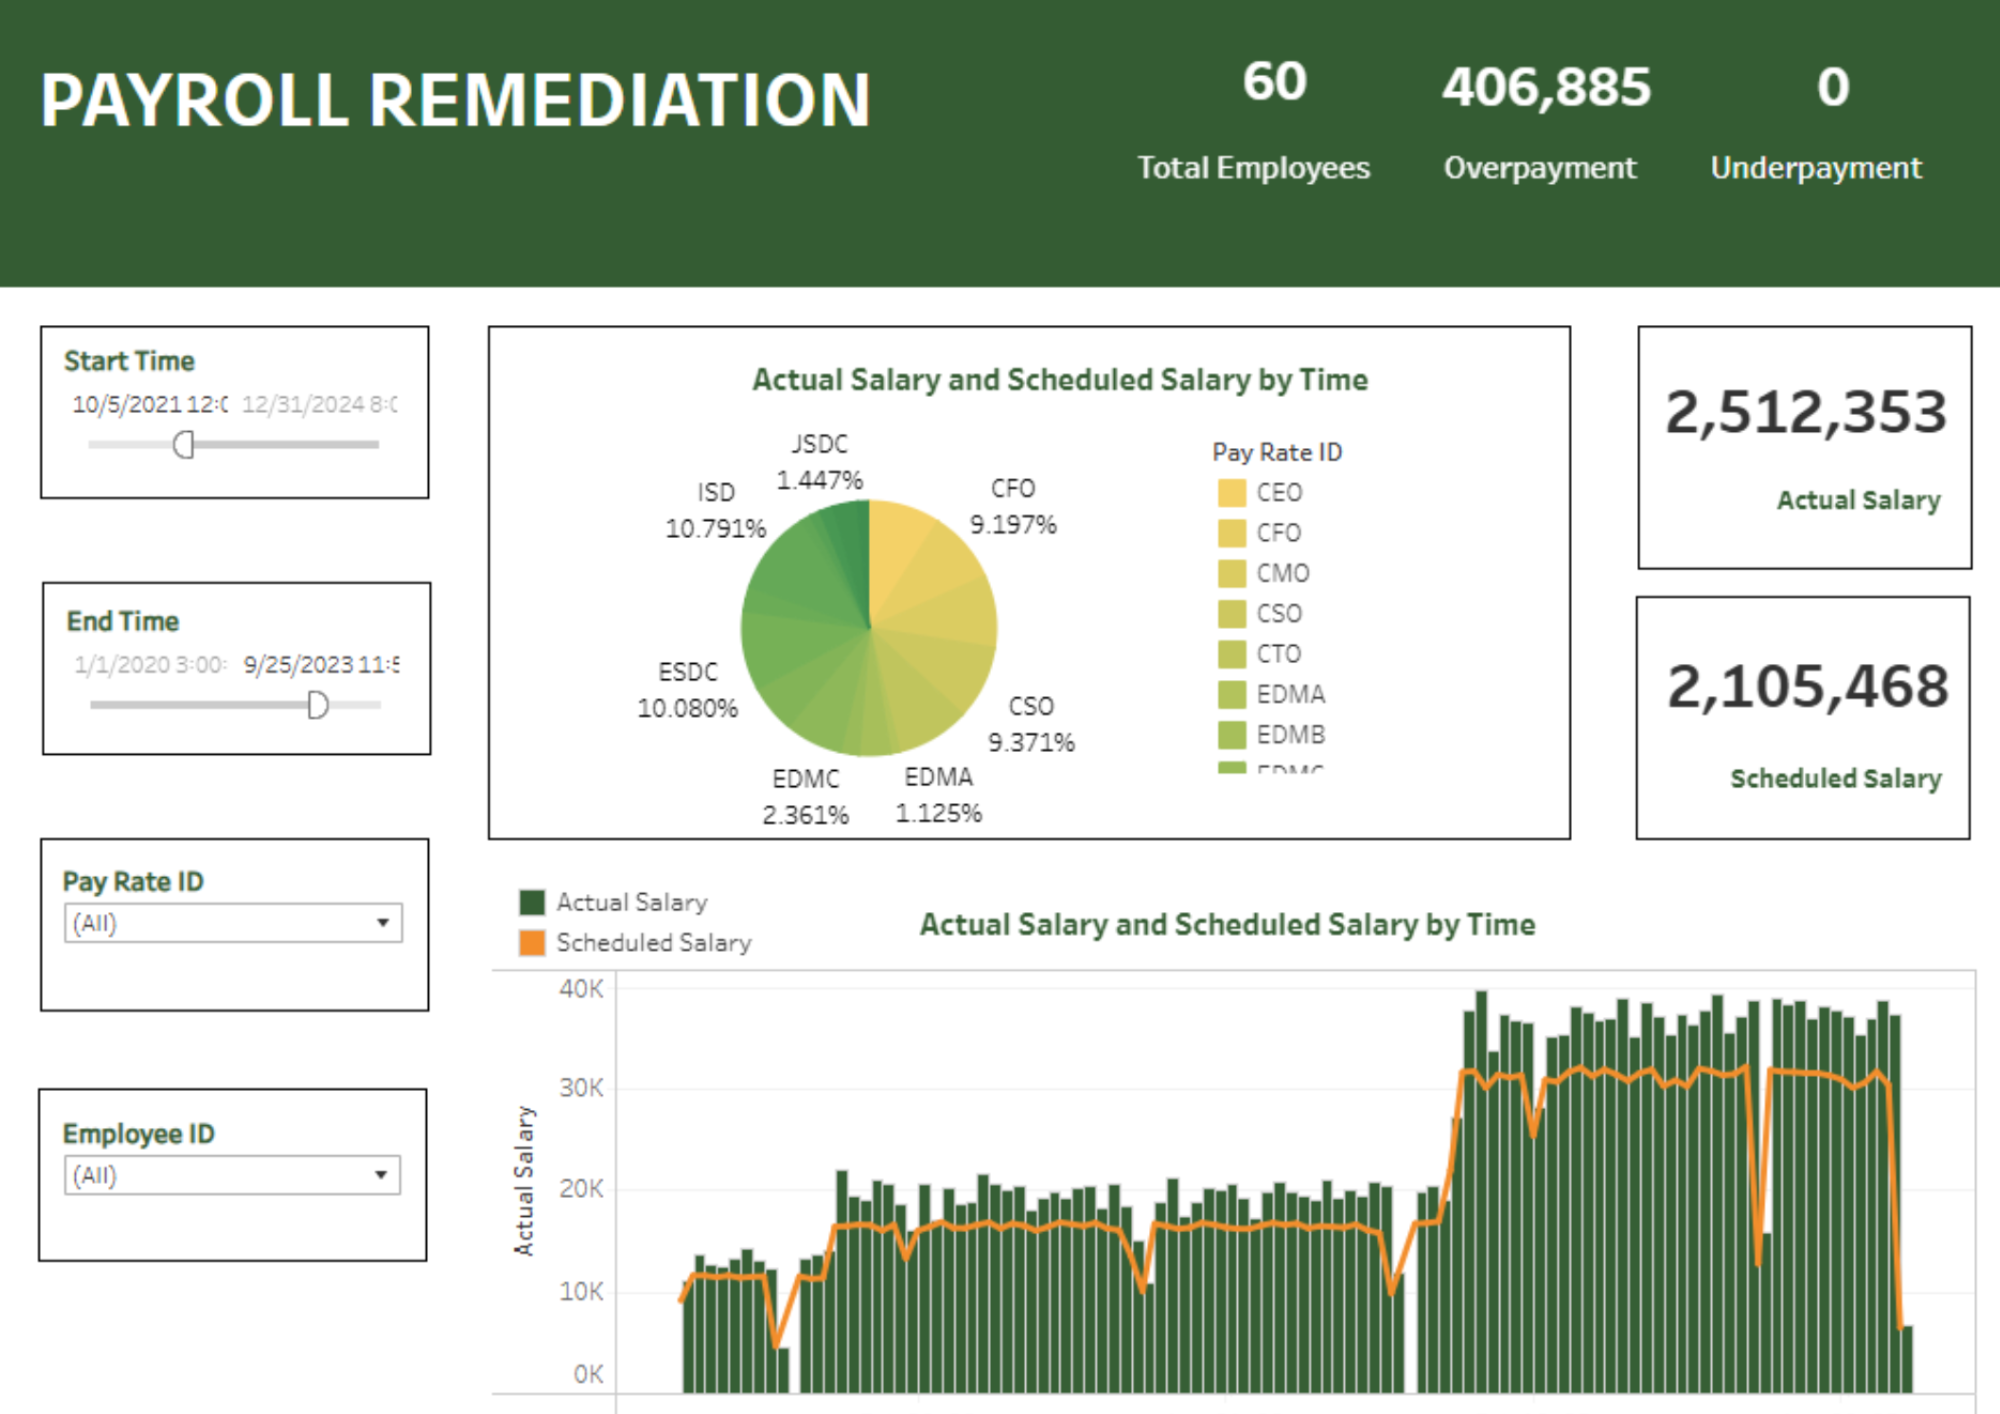 PAYROLL REMEDIATION
60
Total Employees
406,885
Overpayment
0
Underpayment
Start Time
10/5/2021 12:0 12/31/2024 8:0
End Time
1/1/2020 3:00: 9/25/2023 11:5
Pay Rate ID
(All)
Employee ID
(All)
Actual Salary and Scheduled Salary by Time
JSDC
1.447%
ISD
10.791%
CFO
9.197%
ESDC
10.080%
CSO
9.371%
EDMC
2.361%
EDMA
1.125%
Pay Rate ID
CEO
CFO
CMO
CSO
CTO
EDMA
EDMB
EDMC
2,512,353
Actual Salary
2,105,468
Scheduled Salary
Actual Salary
Scheduled Salary
Actual Salary and Scheduled Salary by Time
Actual Salary
40K
30K
20K
10K
0K